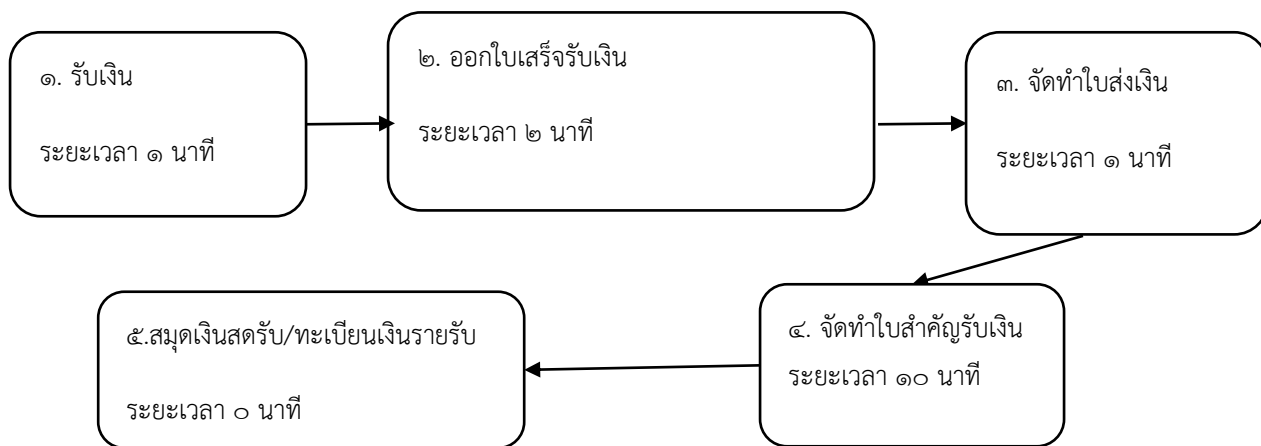 ๑. รับเงิน
ระยะเวลา ๑ นาที
๒. ออกใบเสร็จรับเงิน
ระยะเวลา ๒ นาที
๓. จัดทำใบส่งเงิน
ระยะเวลา ๑ นาที
๔. จัดทำใบสำคัญรับเงิน
ระยะเวลา ๑๐ นาที
๕.สมุดเงินสดรับ/ทะเบียนเงินรายรับ
ระยะเวลา ๐ นาที